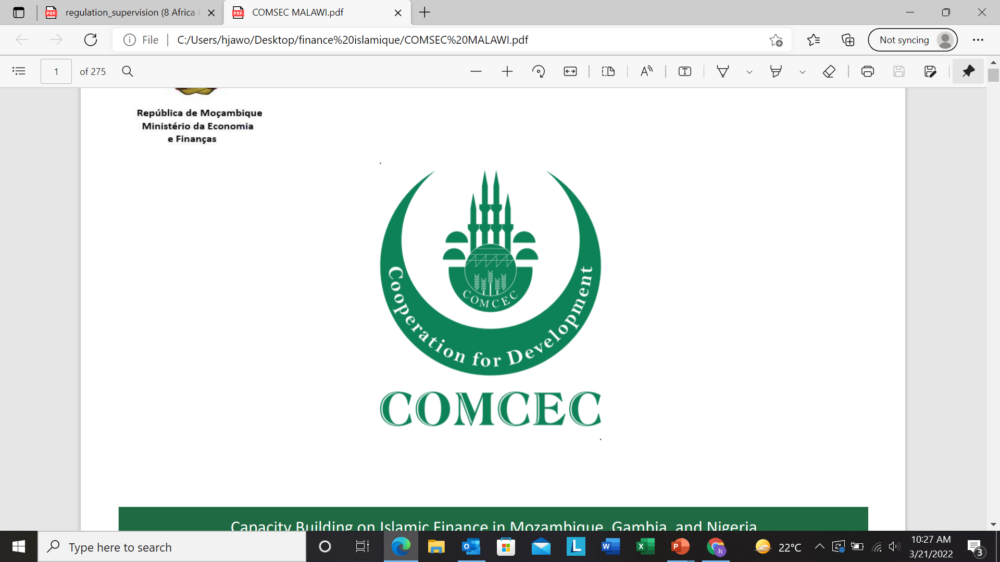 regulation_supervision (8 Africa i
COMSEC MALAWI.pdf
File
C:/Users/hjawo/Desktop/finance%20islamique/COMSEC%20MALAWI.pdf
Not syncing
1
of 275
República de Moçambique
Ministério da Economia
e Finanças
COMCEC
Cooperation for Development
COMCEC
Capacity Building on Islamic Finance in Mozambique, Gambia, and Nigeria
Type here to search
22°C
10:27 AM
3/21/2022
3